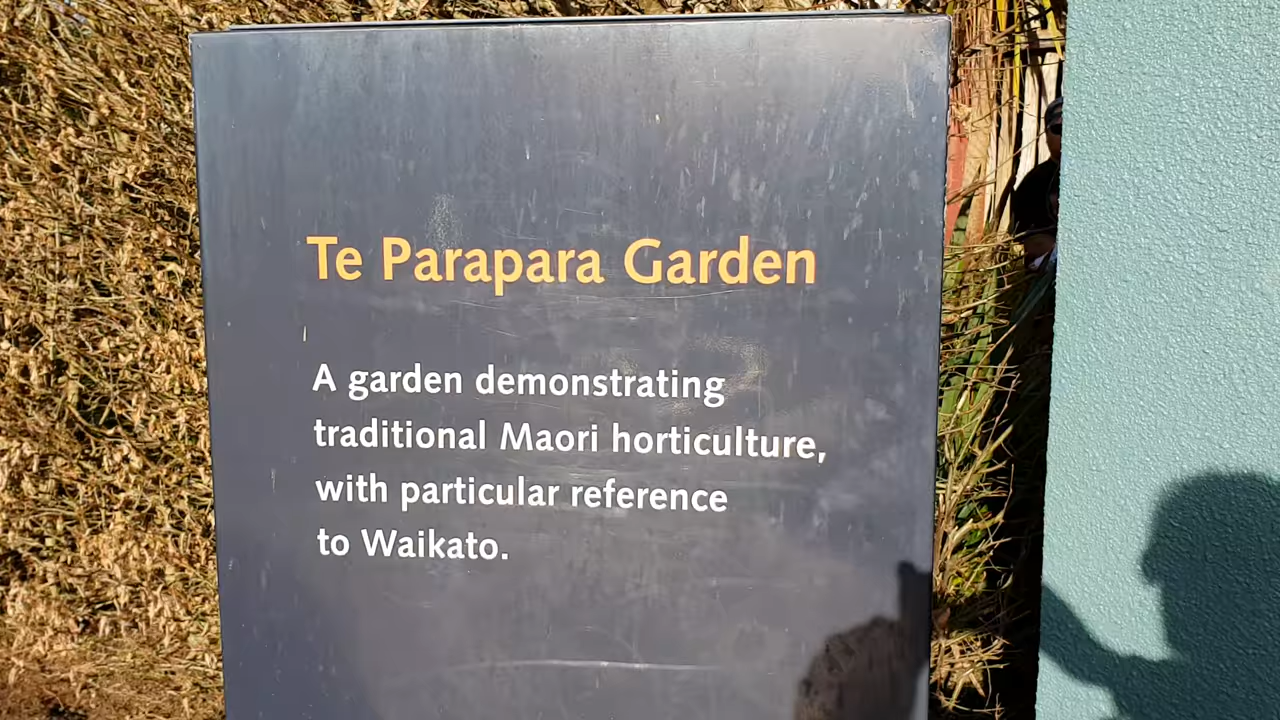 Te Parapara Garden
A garden demonstrating
traditional Maori horticulture,
with particular reference
to Waikato.